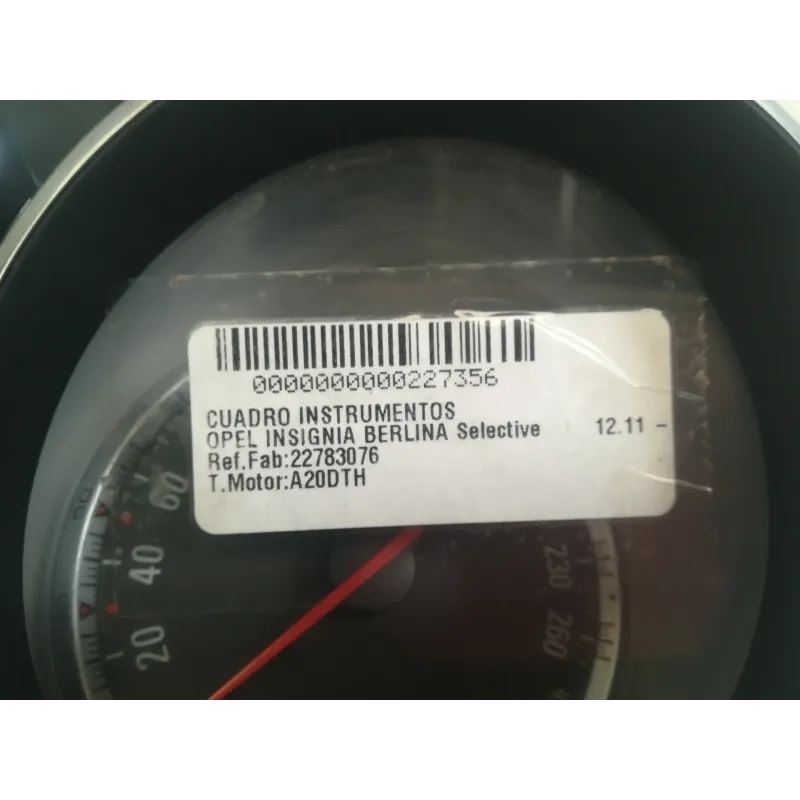 0000000000227356
CUADRO INSTRUMENTOS
OPEL INSIGNIA BERLINA Selective 12.11 -
Ref.Fab:22783076
T.Motor:A20DTH
60
40
20
230
260